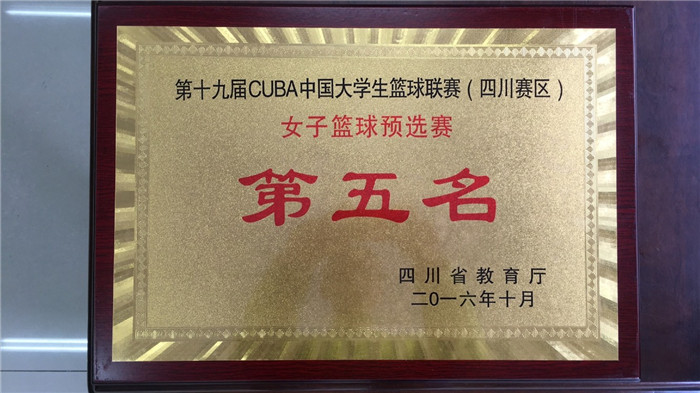 第十九届CUBA中国大学生篮球联赛（四川赛区）
女子篮球预选赛
第五名
四川省教育厅
二0一六年十月